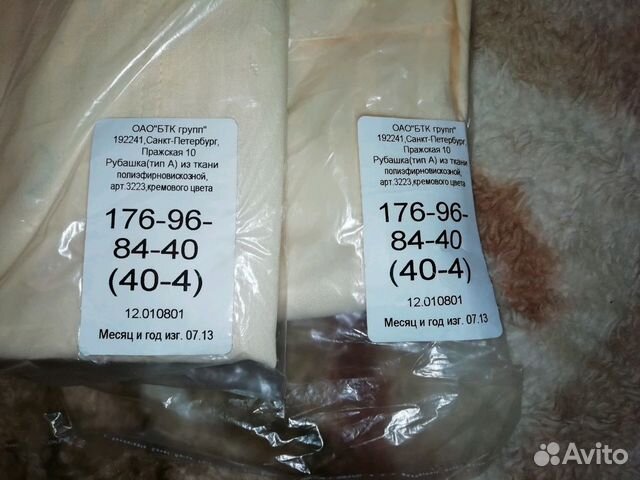 ОАО"БТК групп"
192241,Санкт-Петербург,
Пражская 10
Рубашка(тип А) из ткани
полиэфирновискозной,
арт.3223,кремового цвета
176-96-
84-40
(40-4)
12.010801
Месяц и год изг. 07.13
ОАО"БТК групп"
192241,Санкт-Петербург,
Пражская 10
Рубашка(тип А) из ткани
полиэфирновискозной,
арт.3223,кремового цвета
176-96-
84-40
(40-4)
12.010801
Месяц и год изг. 07.13
Avito